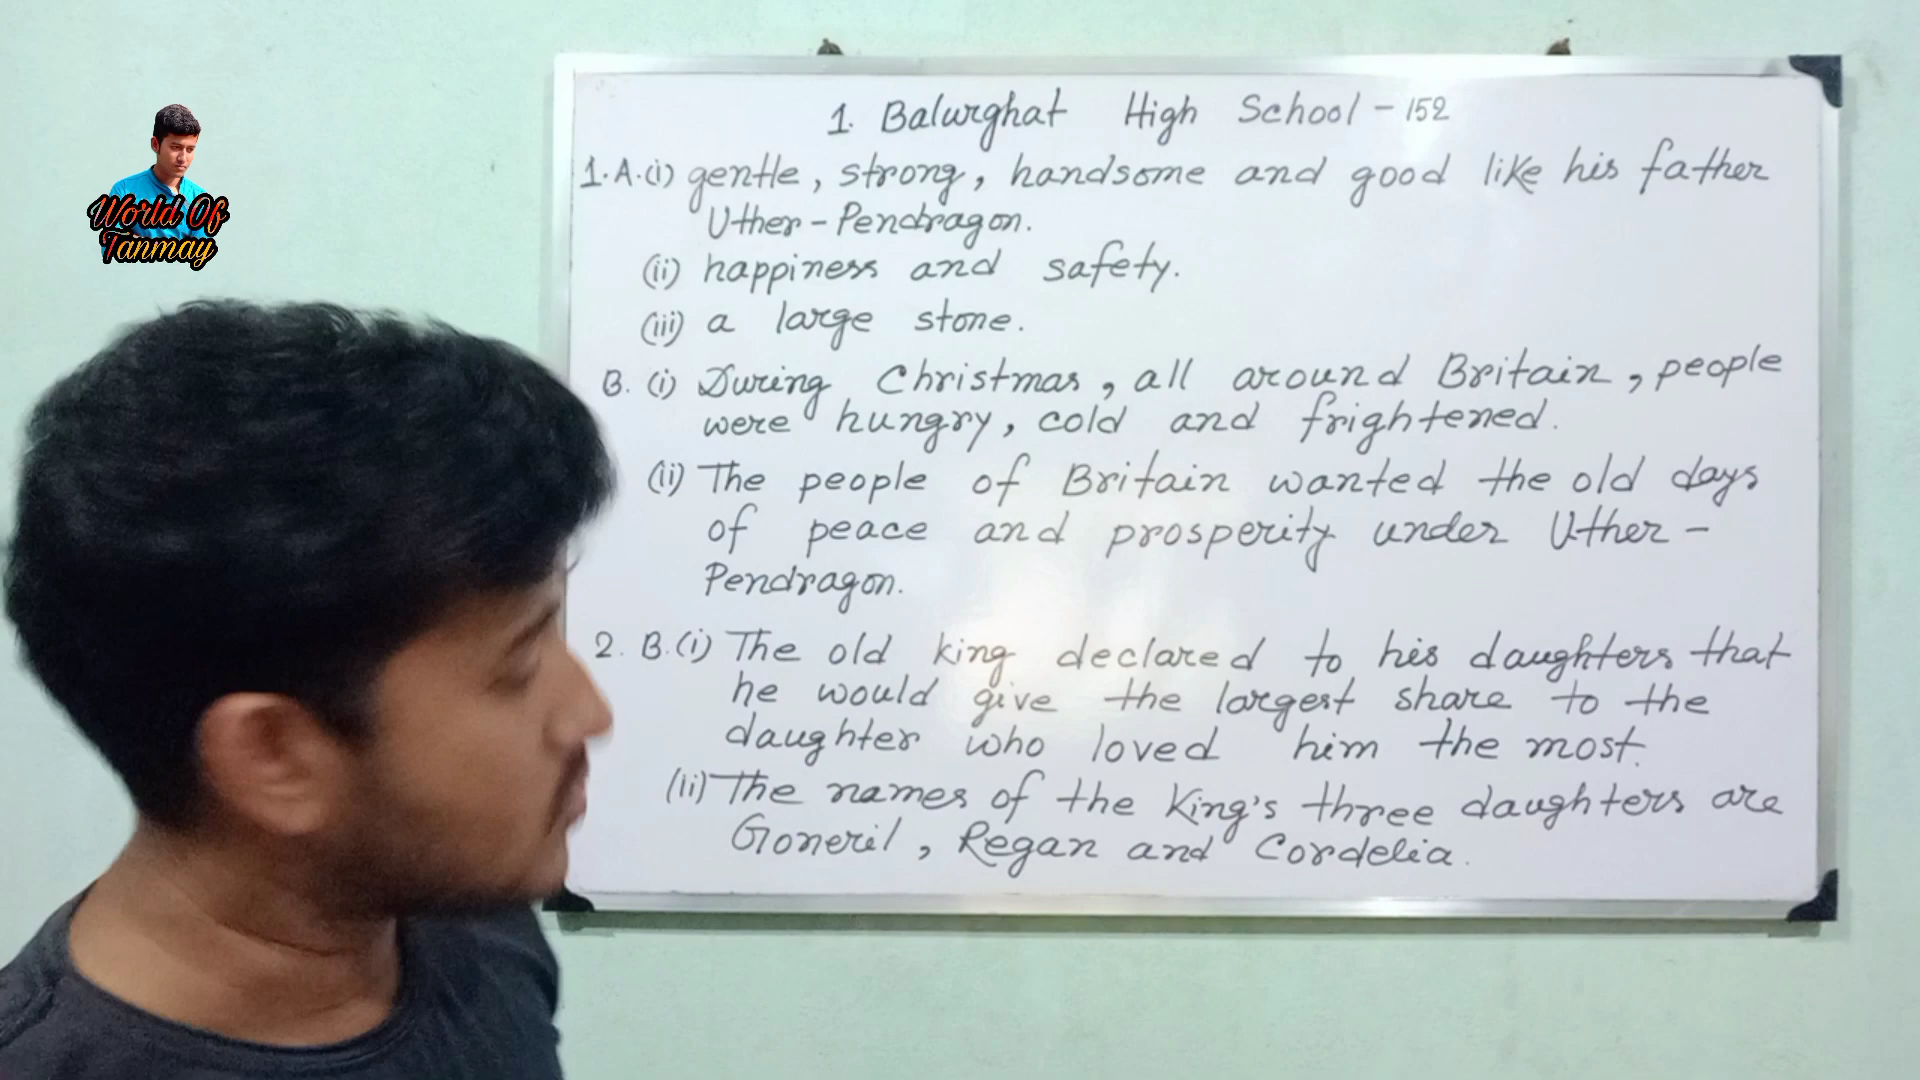 World Of
Tanmay
1. Balurghat High School - 152
1. A. (i) gentle, strong, handsome and good like his father
Uther-Pendragon.
(ii) happiness and safety.
(iii) a large stone.
B. (i) During Christmas, all around Britain, people
were hungry, cold and frightened.
(ii) The people of Britain wanted the old days
of peace and prosperity under Uther-
Pendragon.
2. B. (i) The old king declared to his daughters that
he would give the largest share to the
daughter who loved him the most.
(ii) The names of the King's three daughters are
Goneril, Regan and Cordelia.